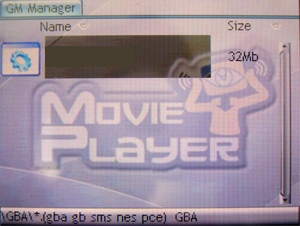 GM Manager
Name
Size
32Mb
MOVIE
PLAYER
\GBA\*.(gba gb sms nes pce) GBA